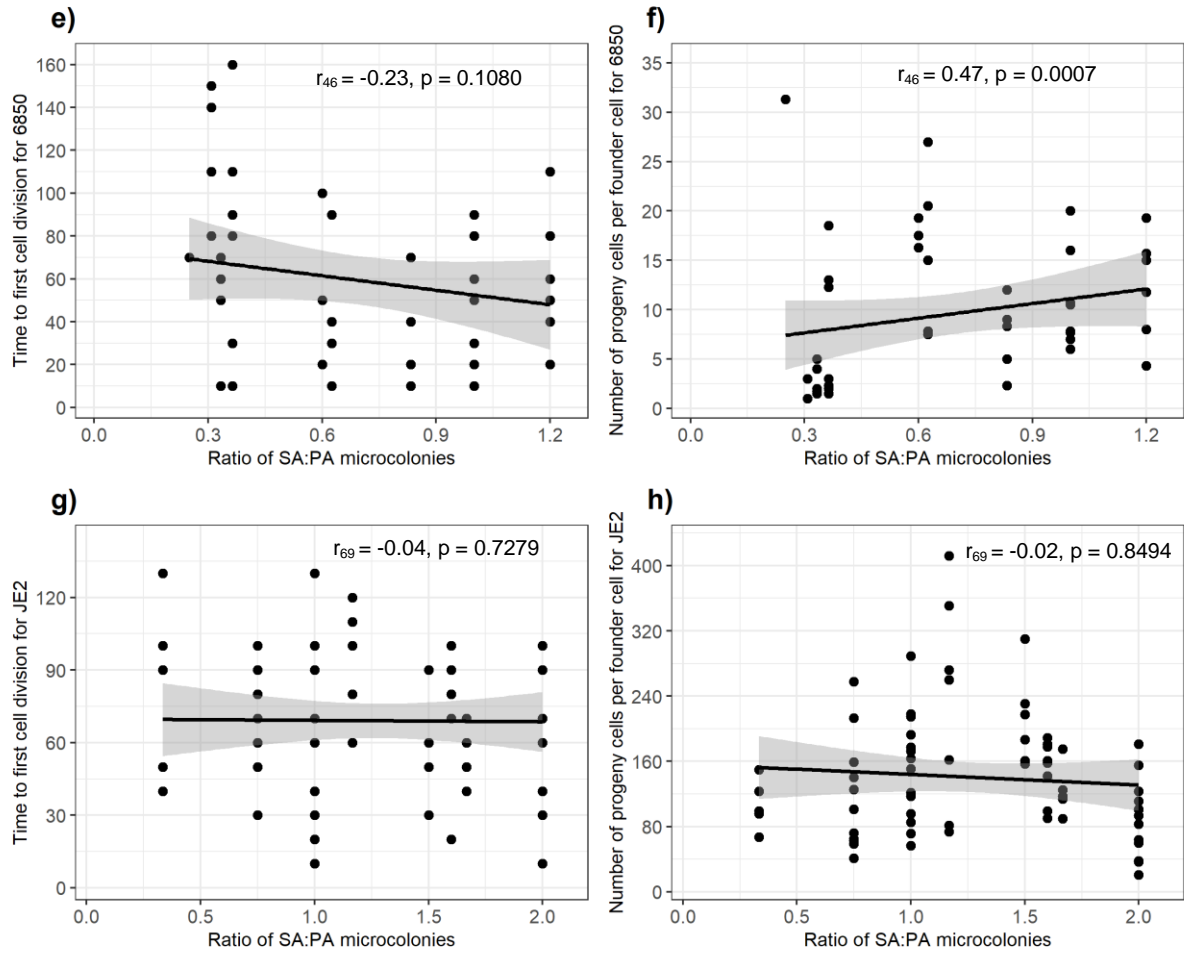 e)
r46 = -0.23, p = 0.1080
Time to first cell division for 6850
160
140
120
100
80
60
40
20
0
0.0 0.3 0.6 0.9 1.2
Ratio of SA:PA microcolonies
f)
r46 = 0.47, p = 0.0007
Number of progeny cells per founder cell for 6850
35
30
25
20
15
10
5
0
0.0 0.3 0.6 0.9 1.2
Ratio of SA:PA microcolonies
g)
r69 = -0.04, p = 0.7279
Time to first cell division for JE2
120
90
60
30
0
0.0 0.5 1.0 1.5 2.0
Ratio of SA:PA microcolonies
h)
r69 = -0.02, p = 0.8494
Number of progeny cells per founder cell for JE2
400
320
240
160
80
0
0.0 0.5 1.0 1.5 2.0
Ratio of SA:PA microcolonies